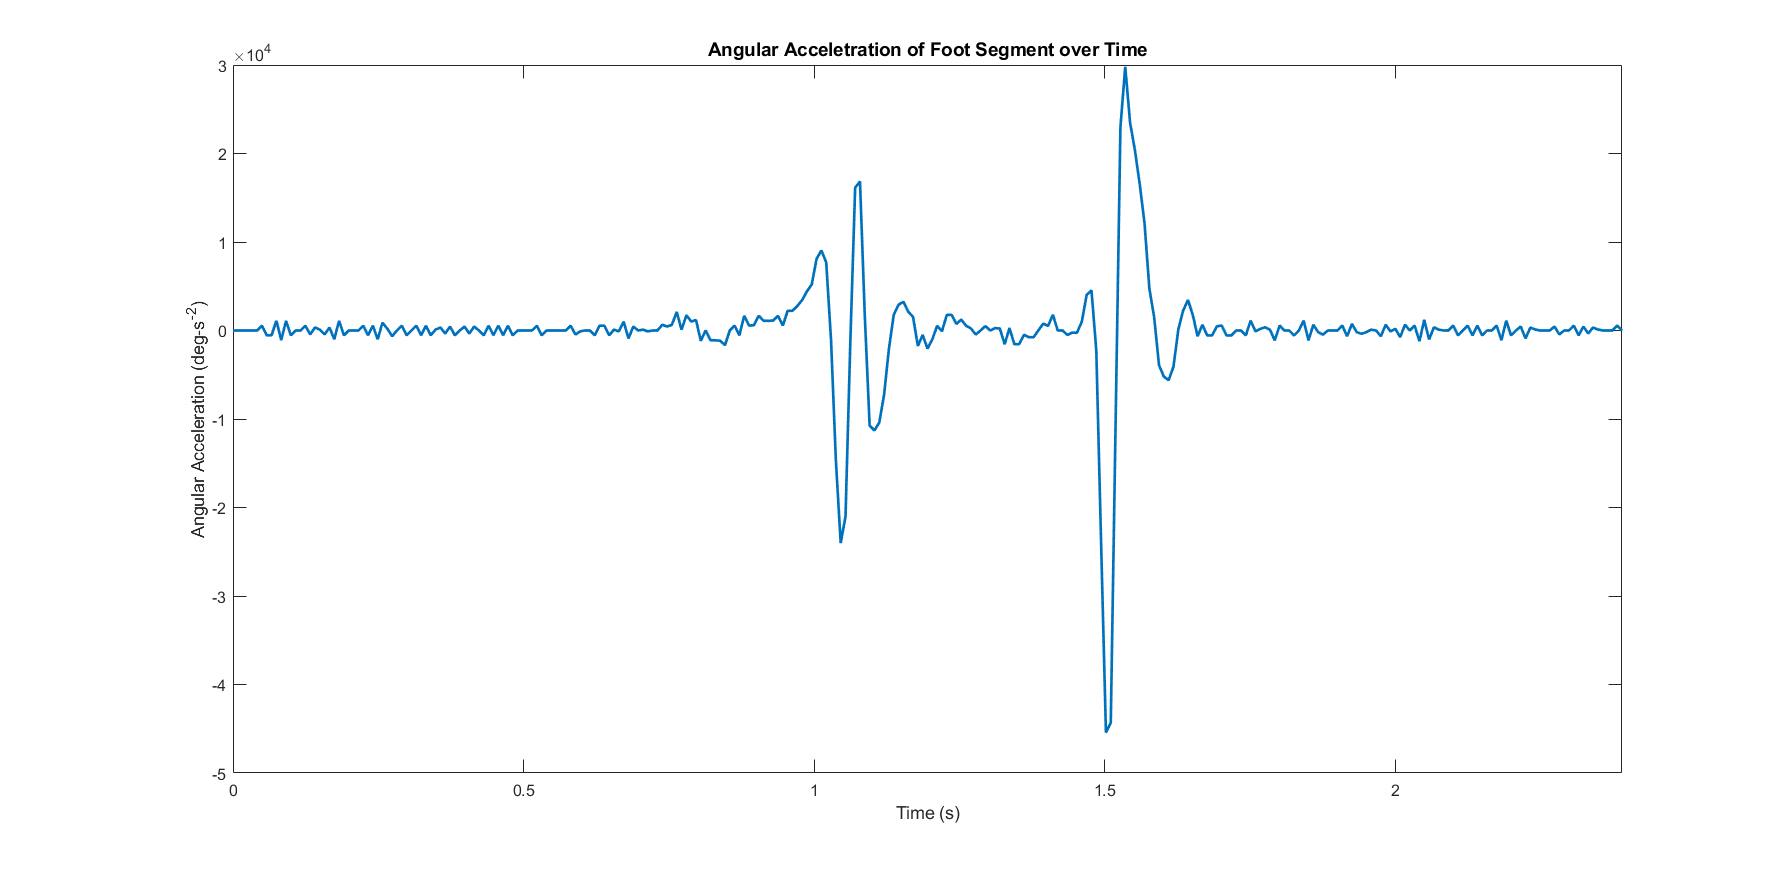 Angular Acceletration of Foot Segment over Time
×10^4
3
2
1
0
-1
-2
-3
-4
-5
Angular Acceleration (deg-s^-2)
0 0.5 1 1.5 2
Time (s)